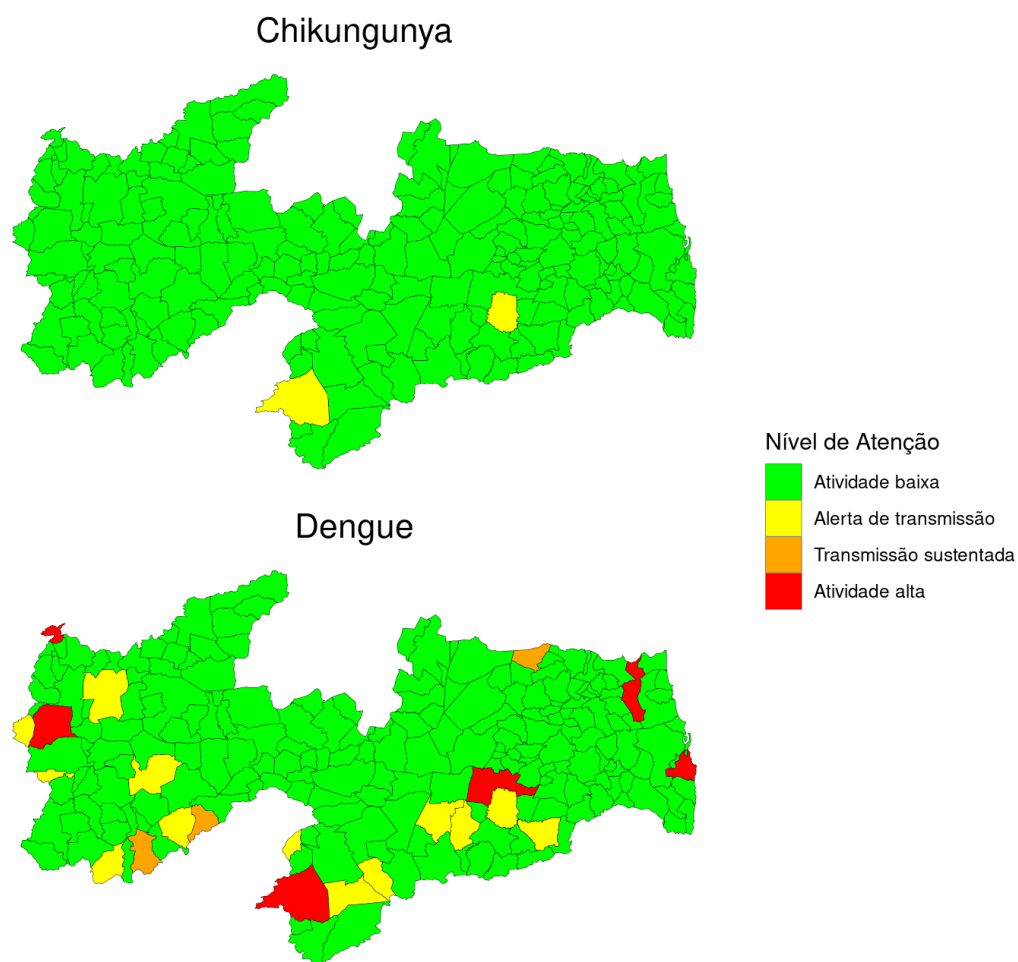 Chikungunya
Nível de Atenção
Atividade baixa
Alerta de transmissão
Transmissão sustentada
Atividade alta
Dengue